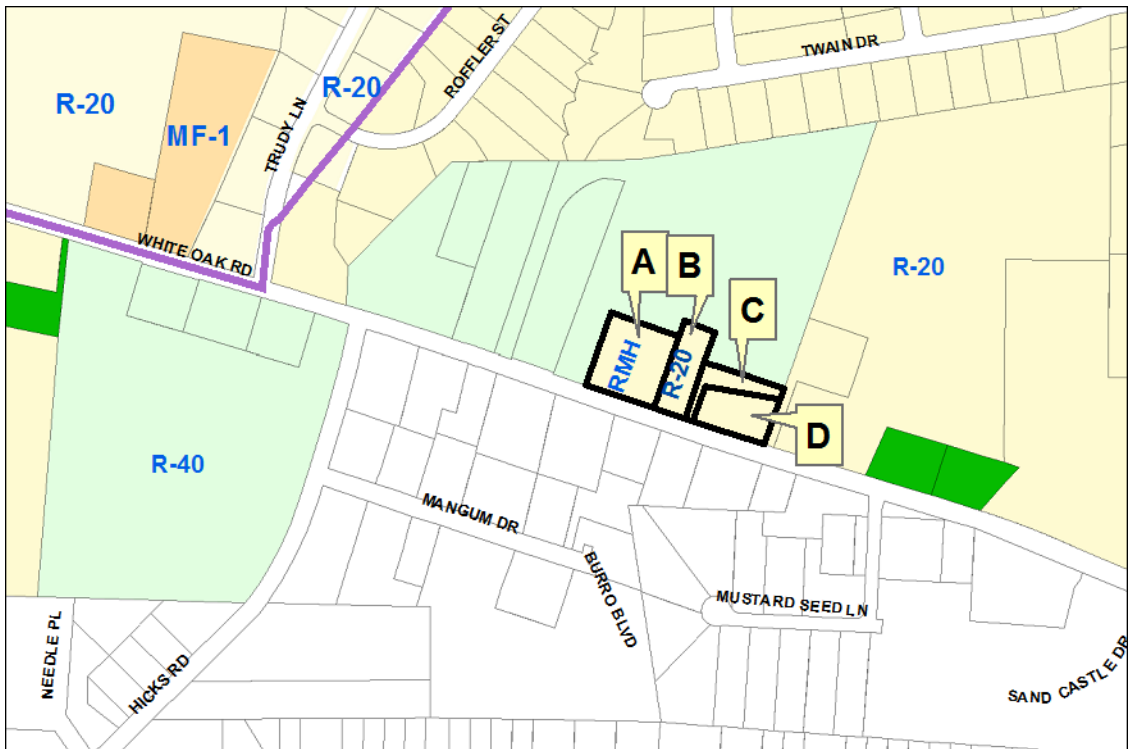 TWAIN DR
ROFFLER ST
R-20
R-20
MF-1
TRUDY LN
WHITE OAK RD
A
B
R-20
C
RMH
R-20
D
R-40
MANGUM DR
BURRO BLVD
MUSTARD SEED LN
NEEDLE PL
HICKS RD
SAND CASTLE DR